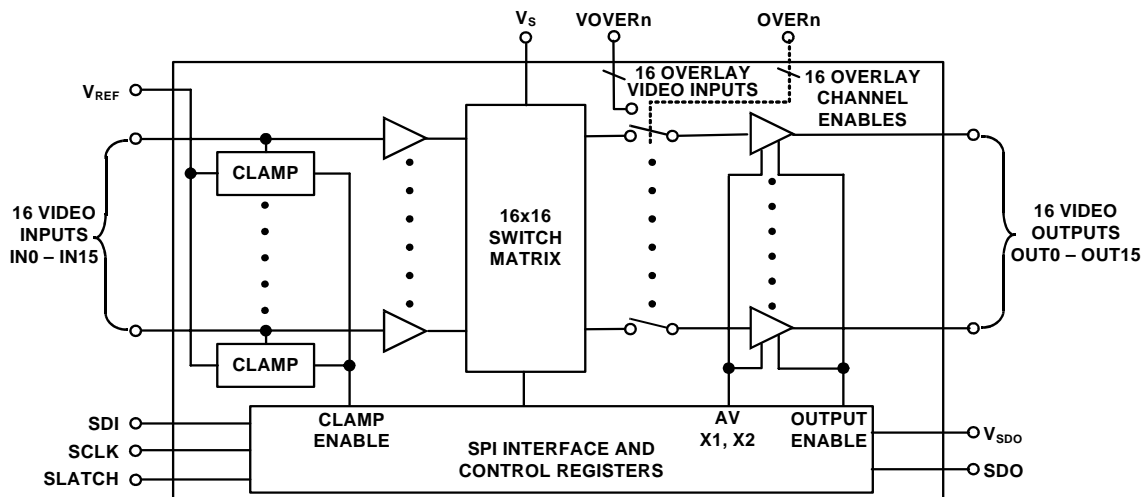 VS
VOVERn
OVERn
16 OVERLAY
VIDEO INPUTS
16 OVERLAY
CHANNEL
ENABLES
VREF
CLAMP
16 VIDEO
INPUTS
IN0 – IN15
16x16
SWITCH
MATRIX
16 VIDEO
OUTPUTS
OUT0 – OUT15
CLAMP
SDI
SCLK
SLATCH
CLAMP
ENABLE
AV
X1, X2
OUTPUT
ENABLE
SPI INTERFACE AND
CONTROL REGISTERS
VSDO
SDO